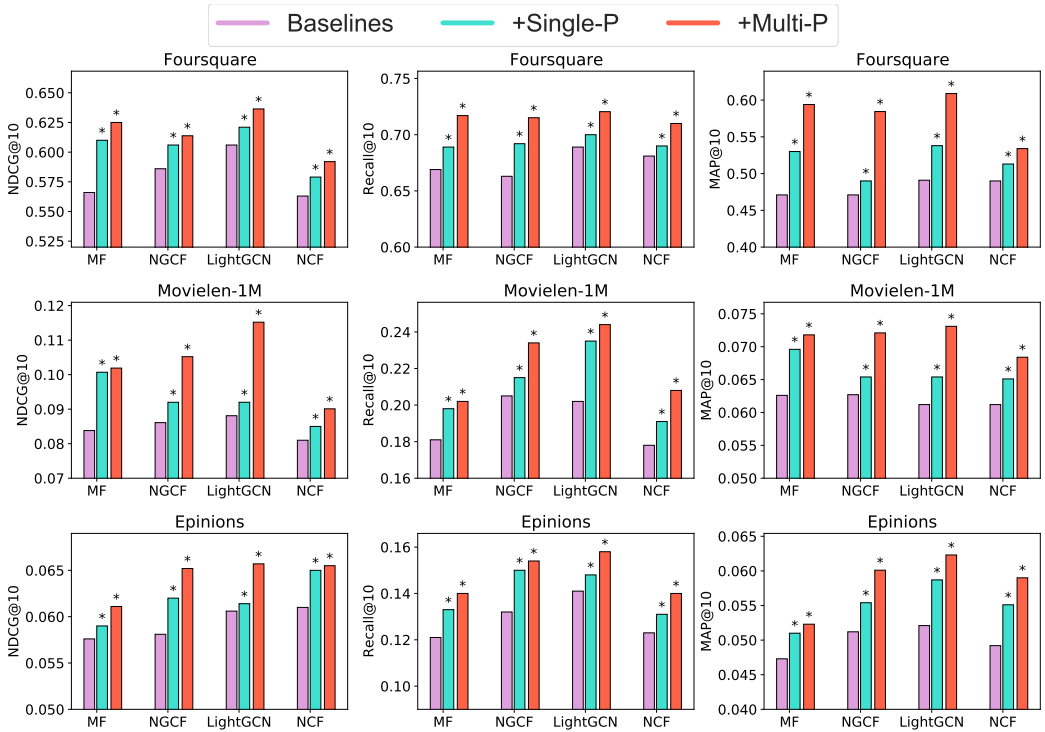 Baselines +Single-P +Multi-P
Foursquare
NDCG@10
0.650
0.625
0.600
0.575
0.550
0.525
* * * * * * * *
MF NGCF LightGCN NCF
Foursquare
Recall@10
0.75
0.70
0.65
0.60
* * * * * * * *
MF NGCF LightGCN NCF
Foursquare
MAP@10
0.60
0.55
0.50
0.45
0.40
* * * * * * * *
MF NGCF LightGCN NCF
Movielen-1M
NDCG@10
0.12
0.11
0.10
0.09
0.08
0.07
* * * * * * * *
MF NGCF LightGCN NCF
Movielen-1M
Recall@10
0.24
0.22
0.20
0.18
0.16
* * * * * * * *
MF NGCF LightGCN NCF
Movielen-1M
MAP@10
0.075
0.070
0.065
0.060
0.055
0.050
* * * * * * * *
MF NGCF LightGCN NCF
Epinions
NDCG@10
0.065
0.060
0.055
0.050
* * * * * * * *
MF NGCF LightGCN NCF
Epinions
Recall@10
0.16
0.14
0.12
0.10
* * * * * * * *
MF NGCF LightGCN NCF
Epinions
MAP@10
0.065
0.060
0.055
0.050
0.045
0.040
* * * * * * * *
MF NGCF LightGCN NCF